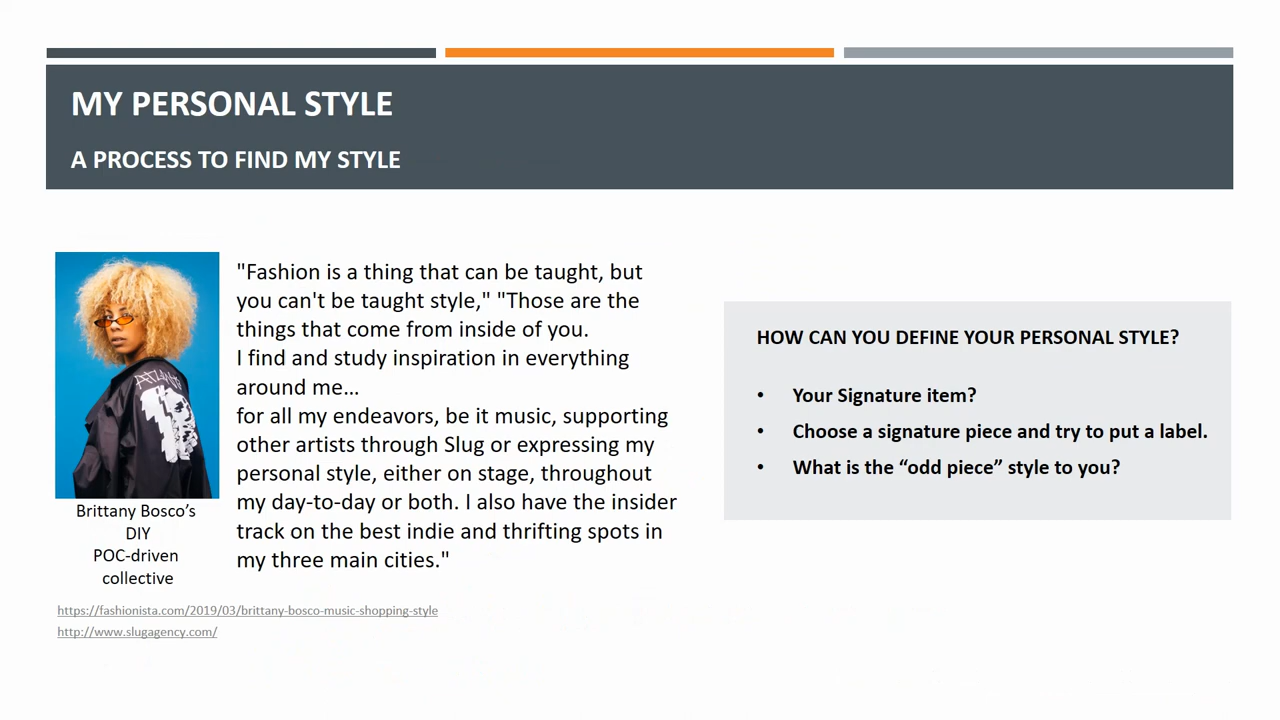 MY PERSONAL STYLE
A PROCESS TO FIND MY STYLE
"Fashion is a thing that can be taught, but
you can't be taught style," "Those are the
things that come from inside of you.
I find and study inspiration in everything
around me…
for all my endeavors, be it music, supporting
other artists through Slug or expressing my
personal style, either on stage, throughout
my day-to-day or both. I also have the insider
track on the best indie and thrifting spots in
my three main cities."
ATLANTA
Brittany Bosco's
DIY
POC-driven
collective
https://fashionista.com/2019/03/brittany-bosco-music-shopping-style
http://www.slugagency.com/
HOW CAN YOU DEFINE YOUR PERSONAL STYLE?
• Your Signature item?
• Choose a signature piece and try to put a label.
• What is the “odd piece” style to you?